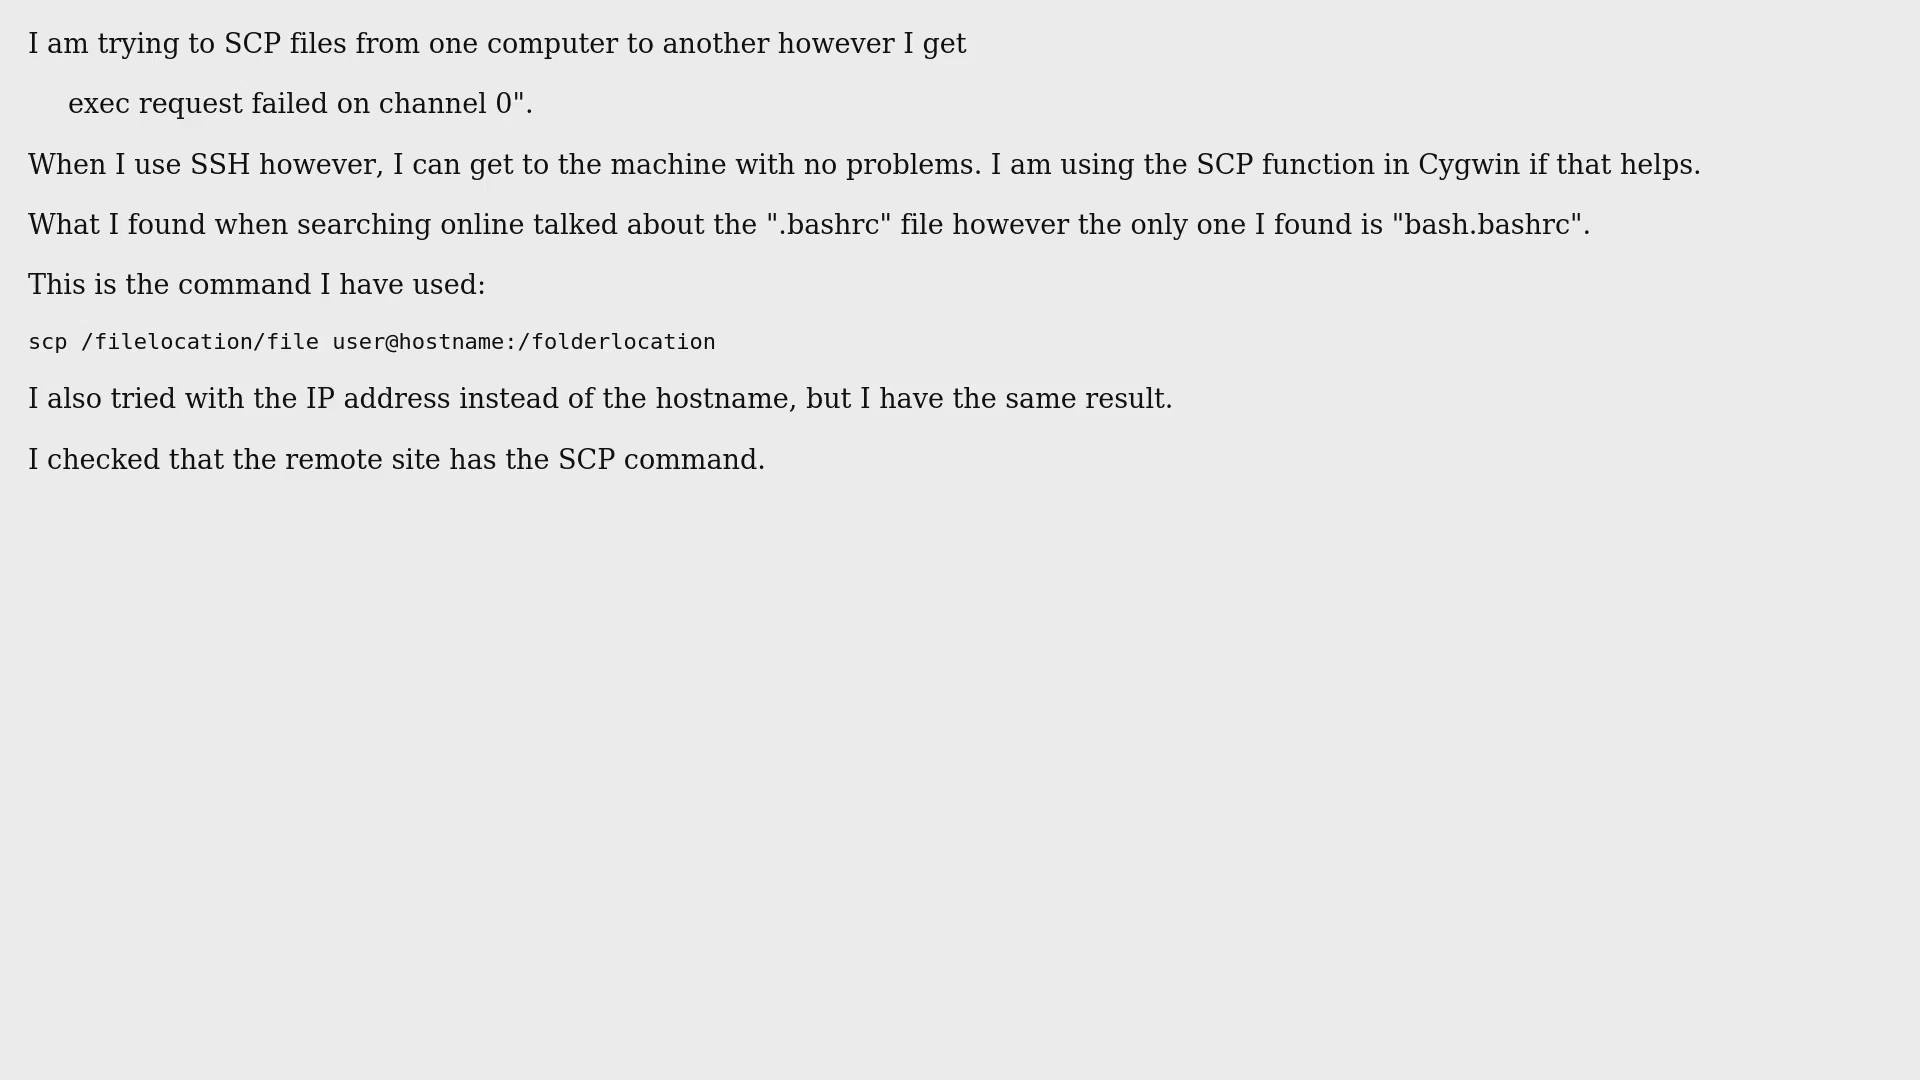 I am trying to SCP files from one computer to another however I get
exec request failed on channel 0".
When I use SSH however, I can get to the machine with no problems. I am using the SCP function in Cygwin if that helps.
What I found when searching online talked about the ".bashrc" file however the only one I found is "bash.bashrc".
This is the command I have used:
scp /filelocation/file user@hostname:/folderlocation
I also tried with the IP address instead of the hostname, but I have the same result.
I checked that the remote site has the SCP command.